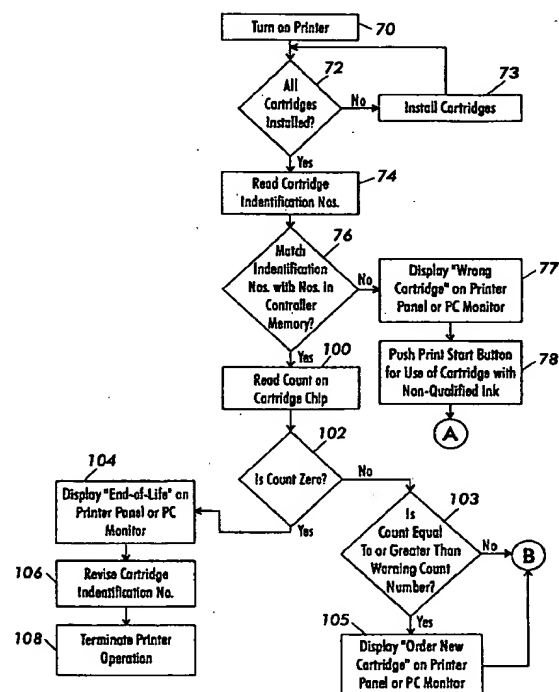 Turn on Printer
70
72
All
Cartridges
Installed?
No
73
Install Cartridges
Yes
Read Cartridge
Indentification Nos.
74
76
Match
Indentification
Nos. with Nos. in
Controller
Memory?
No
Display "Wrong
Cartridge" on Printer
Panel or PC Monitor
77
Yes
100
Push Print Start Button
for Use of Cartridge with
Non-Qualified Ink
78
A
Read Count on
Cartridge Chip
102
Is Count Zero?
No
Yes
104
Display "End-of-Life" on
Printer Panel or PC
Monitor
103
Is
Count Equal
To or Greater Than
Warning Count
Number?
No
B
106
Revise Cartridge
Indentification No.
Yes
108
Terminate Printer
Operation
105
Display "Order New
Cartridge" on Printer
Panel or PC Monitor